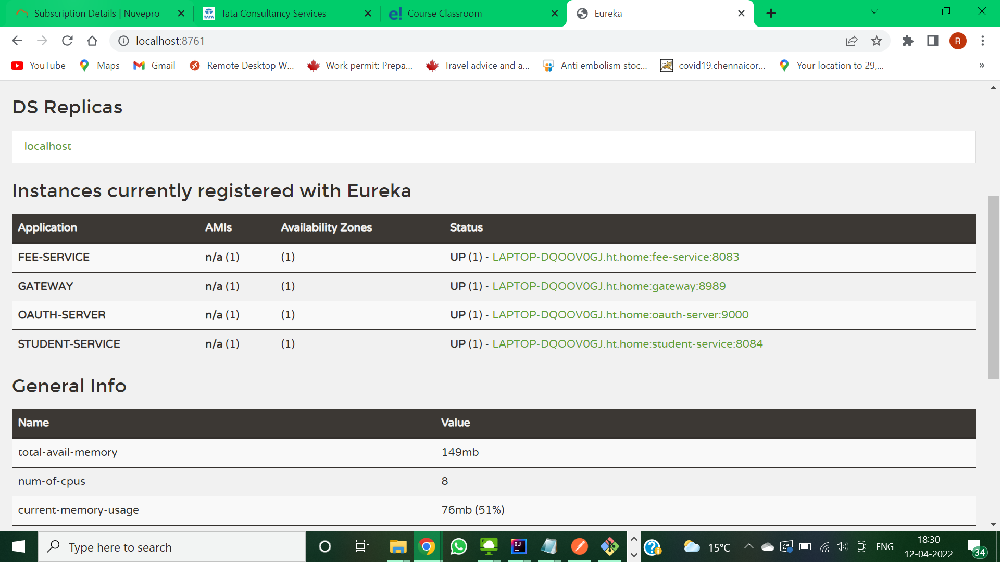 Subscription Details | Nuvepro
Tata Consultancy Services
Course Classroom
Eureka
localhost:8761
R
YouTube
Maps
Gmail
Remote Desktop W...
Work permit: Prepa...
Travel advice and a...
Anti embolism stoc...
covid19.chennaicor...
Your location to 29,...
»
DS Replicas
localhost
Instances currently registered with Eureka
Application AMIs Availability Zones Status
FEE-SERVICE n/a (1) (1) UP (1) - LAPTOP-DQOOV0GJ.ht.home:fee-service:8083
GATEWAY n/a (1) (1) UP (1) - LAPTOP-DQOOV0GJ.ht.home:gateway:8989
OAUTH-SERVER n/a (1) (1) UP (1) - LAPTOP-DQOOV0GJ.ht.home:oauth-server:9000
STUDENT-SERVICE n/a (1) (1) UP (1) - LAPTOP-DQOOV0GJ.ht.home:student-service:8084
General Info
Name Value
total-avail-memory 149mb
num-of-cpus 8
current-memory-usage 76mb (51%)
Type here to search
15°C
ENG
18:30
12-04-2022
34